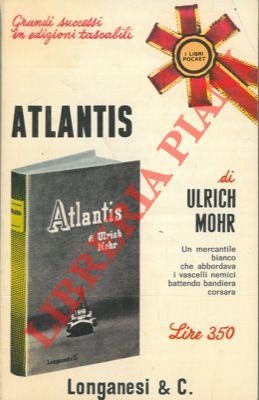 Grandi successi
in edizioni tascabili
I LIBRI
POCKET
ATLANTIS
di
ULRICH
MOHR
Atlantis
di Ulrich
Mohr
Longanesi & C.
Un mercantile
bianco
che abbordava
i vascelli nemici
battendo bandiera
corsara
Lire 350
Longanesi & C.
LIBRERIA PIANI